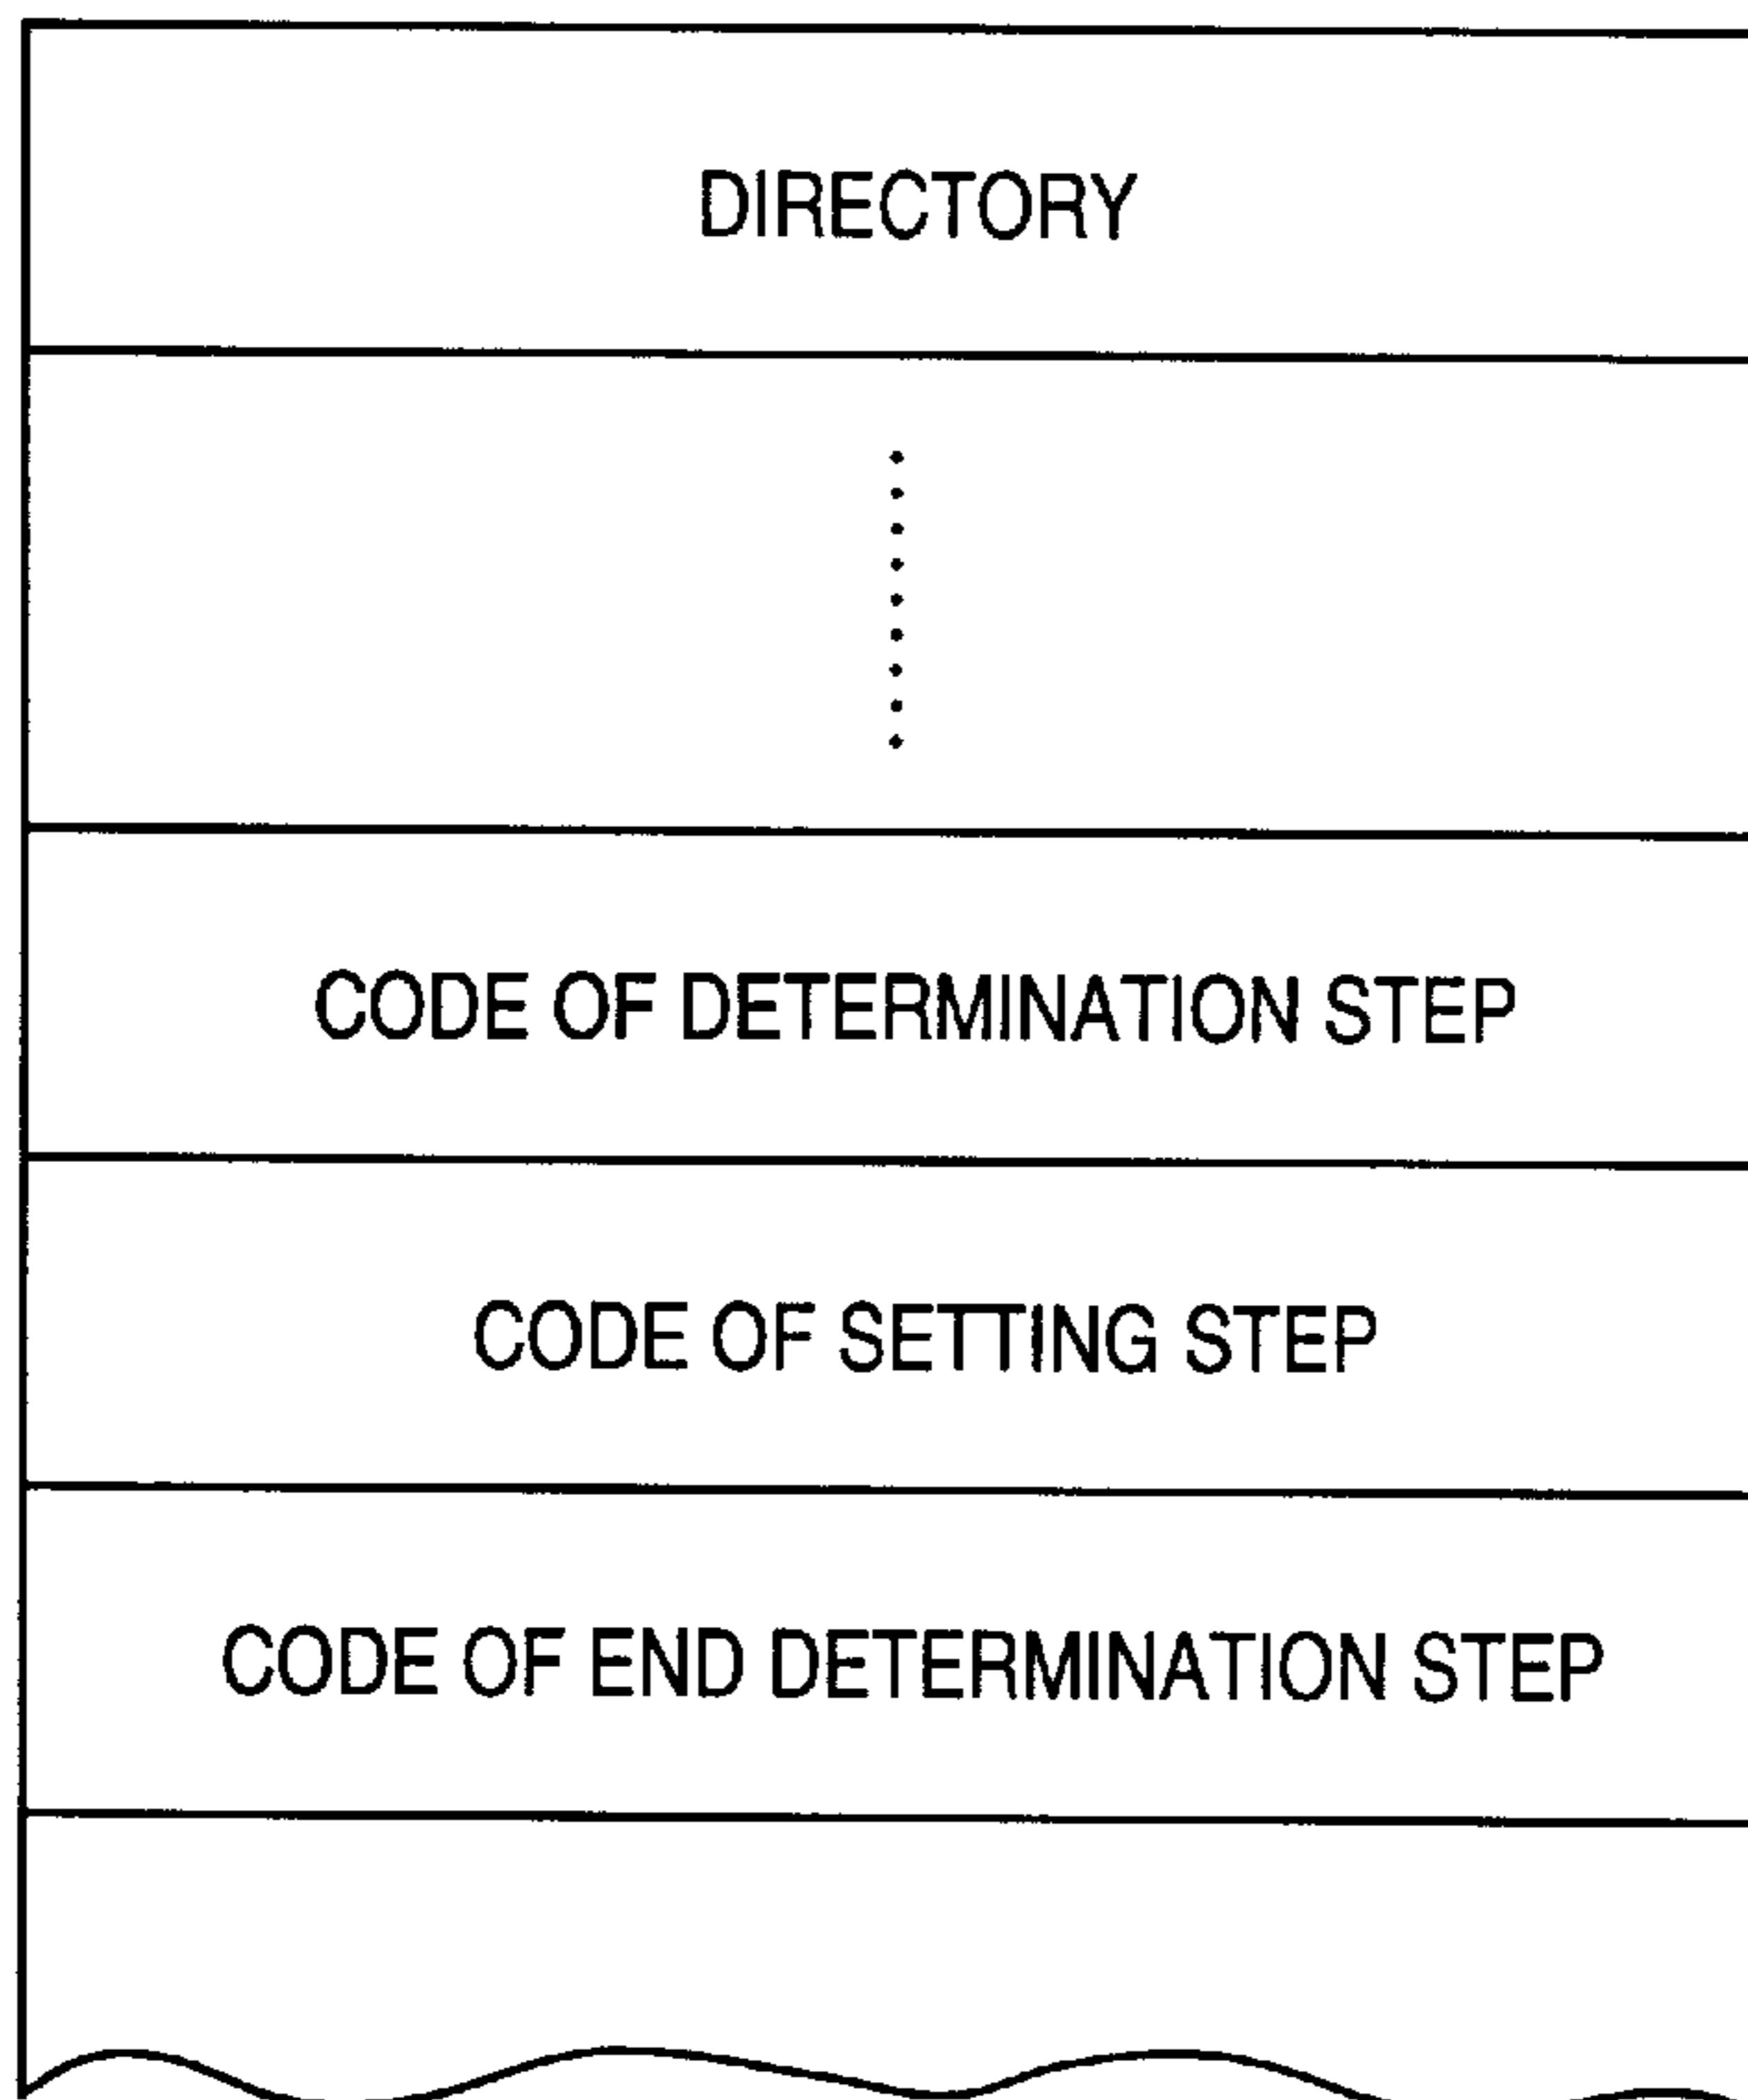 DIRECTORY
CODE OF DETERMINATION STEP
CODE OF SETTING STEP
CODE OF END DETERMINATION STEP